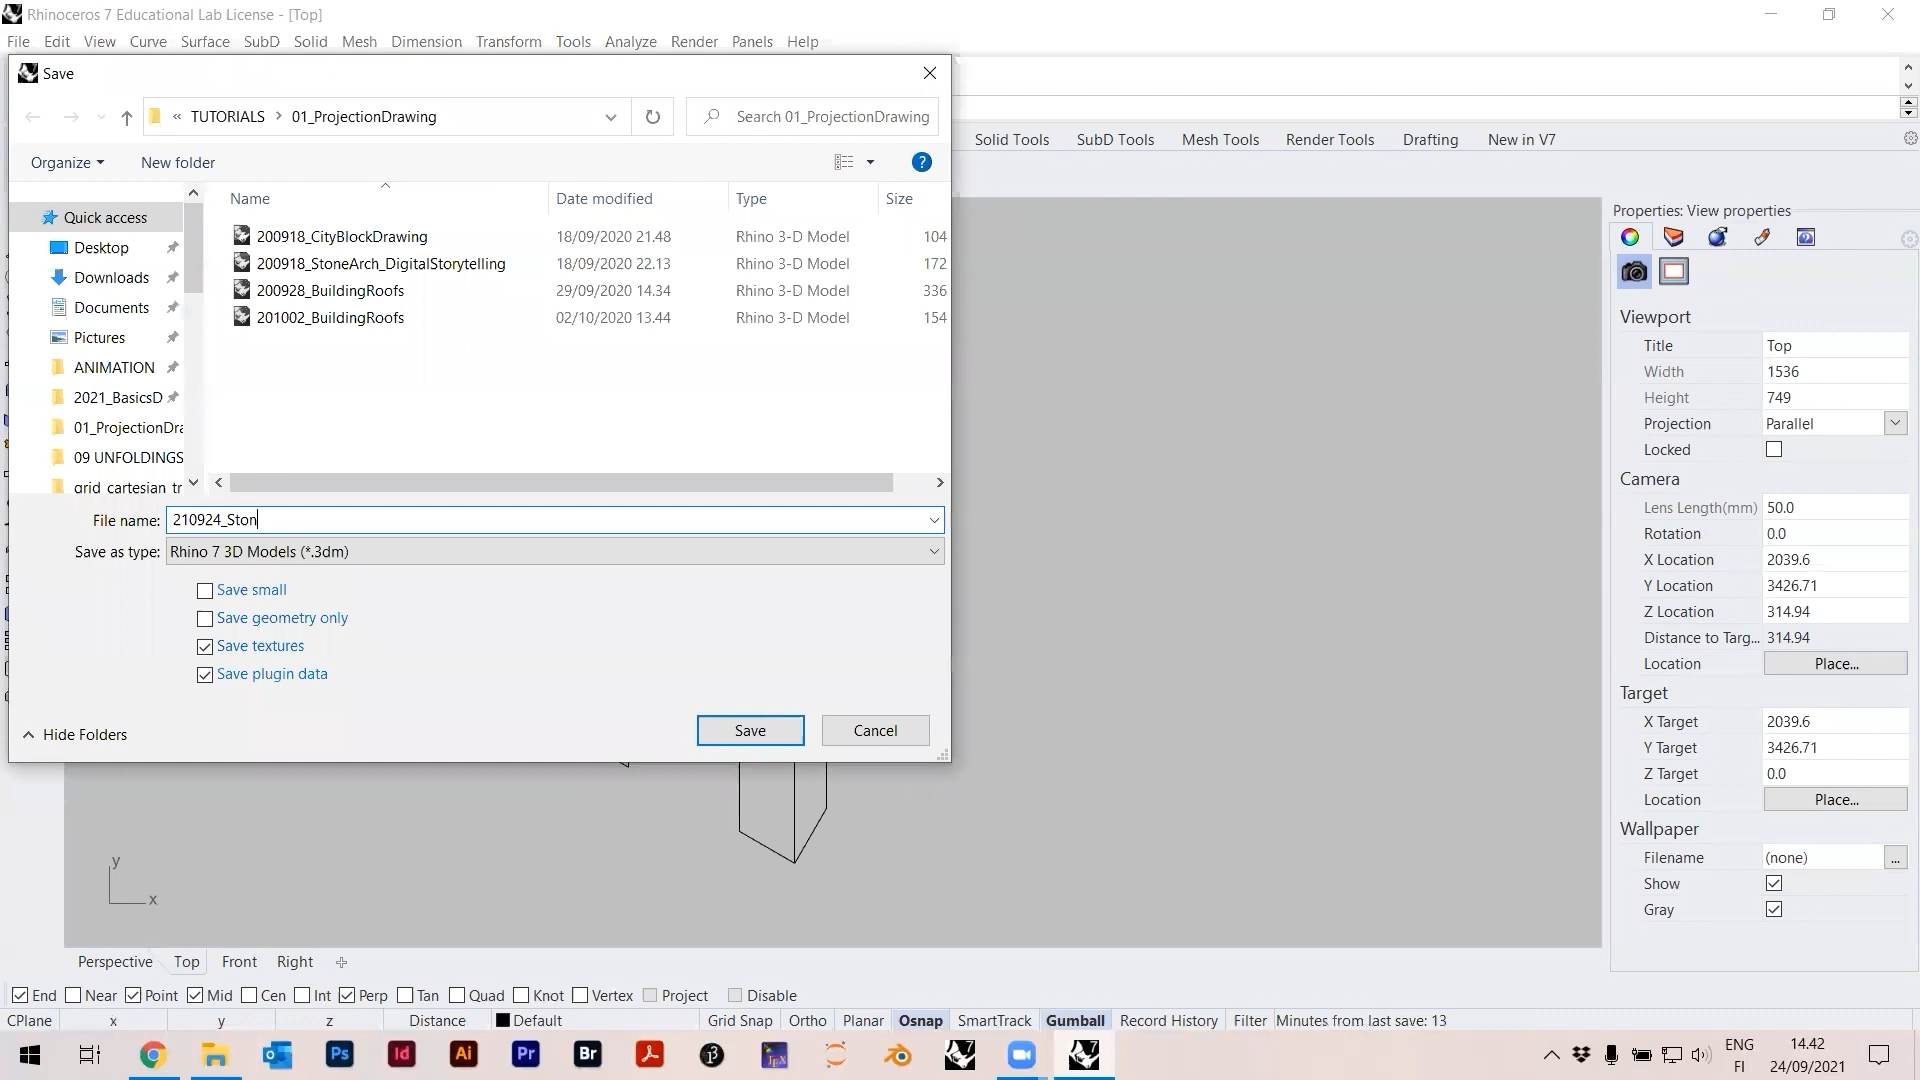 Rhinoceros 7 Educational Lab License - [Top]
File Edit View Curve Surface SubD Solid Mesh Dimension Transform Tools Analyze Render Panels Help
Save
« TUTORIALS > 01_ProjectionDrawing
Search 01_ProjectionDrawing
Solid Tools SubD Tools Mesh Tools Render Tools Drafting New in V7
Organize New folder
?
Name Date modified Type Size
Quick access
Desktop
Downloads
Documents
Pictures
ANIMATION
2021_BasicsD
01_ProjectionDra
09 UNFOLDINGS
grid_cartesian_tr
200918_CityBlockDrawing 18/09/2020 21.48 Rhino 3-D Model 104
200918_StoneArch_DigitalStorytelling 18/09/2020 22.13 Rhino 3-D Model 172
200928_BuildingRoofs 29/09/2020 14.34 Rhino 3-D Model 336
201002_BuildingRoofs 02/10/2020 13.44 Rhino 3-D Model 154
File name: 210924_Ston
Save as type: Rhino 7 3D Models (*.3dm)
Save small
Save geometry only
Save textures
Save plugin data
Hide Folders
Save Cancel
Properties: View properties
Viewport
Title Top
Width 1536
Height 749
Projection Parallel
Locked
Camera
Lens Length(mm) 50.0
Rotation 0.0
X Location 2039.6
Y Location 3426.71
Z Location 314.94
Distance to Targ... 314.94
Location Place...
Target
X Target 2039.6
Y Target 3426.71
Z Target 0.0
Location Place...
Wallpaper
Filename (none) ...
Show
Gray
y
x
Perspective Top Front Right
End Near Point Mid Cen Int Perp Tan Quad Knot Vertex Project Disable
CPlane x y z Distance Default Grid Snap Ortho Planar Osnap SmartTrack Gumball Record History Filter Minutes from last save: 13
Ps Id Ai Pr Br
ENG
FI
14.42
24/09/2021